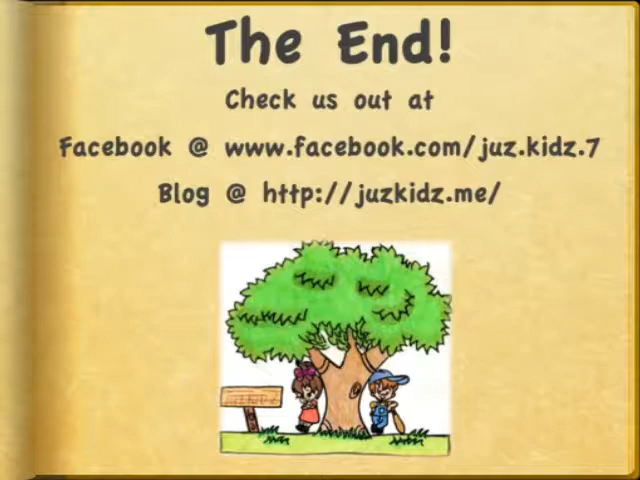 The End!
Check us out at
Facebook @ www.facebook.com/juz.kidz.7
Blog @ http://juzkidz.me/